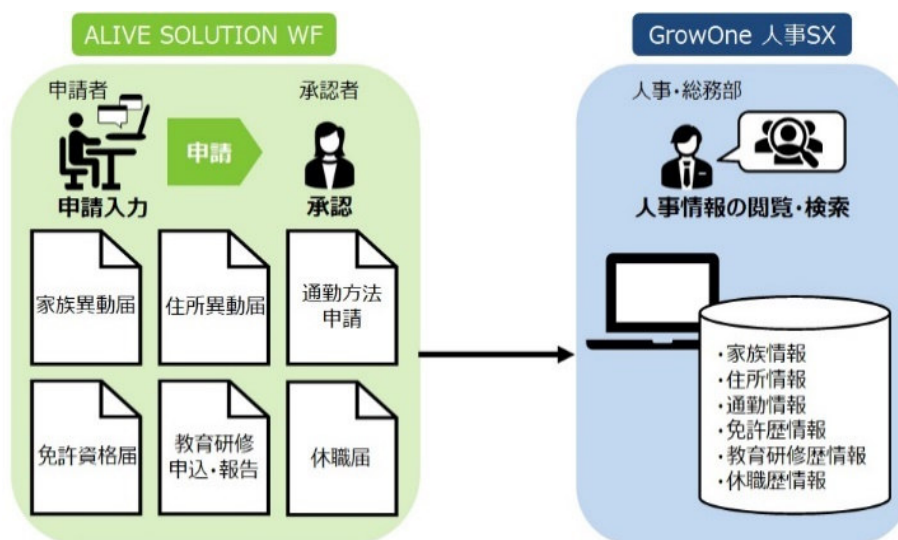 ALIVE SOLUTION WF
申請者
申請
承認者
申請入力
承認
家族異動届
住所異動届
通勤方法
申請
免許資格届
教育研修
申込・報告
休職届
GrowOne 人事SX
人事・総務部
人事情報の閲覧・検索
・家族情報
・住所情報
・通勤情報
・免許歴情報
・教育研修歴情報
・休職歴情報